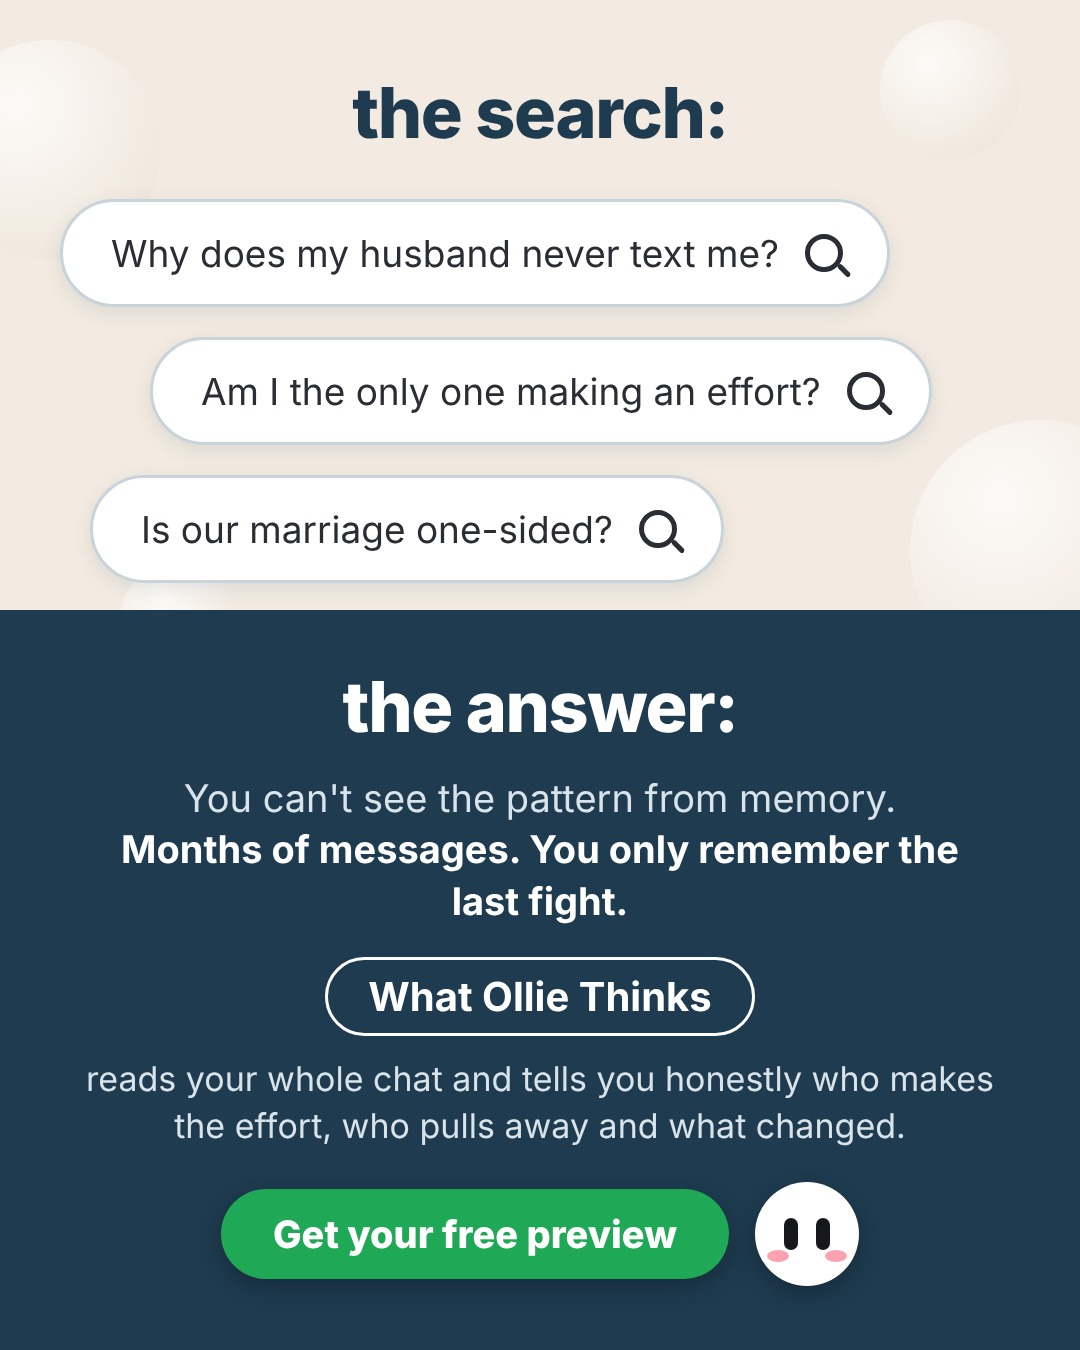 the search:
Why does my husband never text me?
Am I the only one making an effort?
Is our marriage one-sided?
the answer:
You can't see the pattern from memory.
Months of messages. You only remember the
last fight.
What Ollie Thinks
reads your whole chat and tells you honestly who makes
the effort, who pulls away and what changed.
Get your free preview